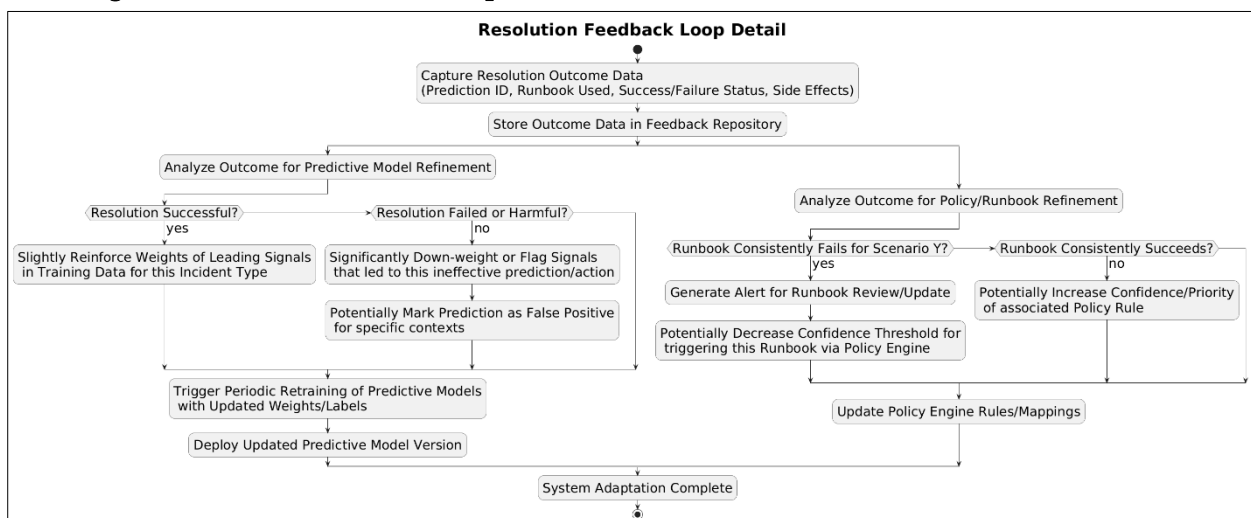 Resolution Feedback Loop Detail
Capture Resolution Outcome Data
(Prediction ID, Runbook Used, Success/Failure Status, Side Effects)
Store Outcome Data in Feedback Repository
Analyze Outcome for Predictive Model Refinement
Resolution Successful?
yes
Slightly Reinforce Weights of Leading Signals
in Training Data for this Incident Type
Resolution Failed or Harmful?
no
Significantly Down-weight or Flag Signals
that led to this ineffective prediction/action
Potentially Mark Prediction as False Positive
for specific contexts
Trigger Periodic Retraining of Predictive Models
with Updated Weights/Labels
Deploy Updated Predictive Model Version
Analyze Outcome for Policy/Runbook Refinement
Runbook Consistently Fails for Scenario Y?
yes
Generate Alert for Runbook Review/Update
Potentially Decrease Confidence Threshold for
triggering this Runbook via Policy Engine
Runbook Consistently Succeeds?
no
Potentially Increase Confidence/Priority
of associated Policy Rule
Update Policy Engine Rules/Mappings
System Adaptation Complete